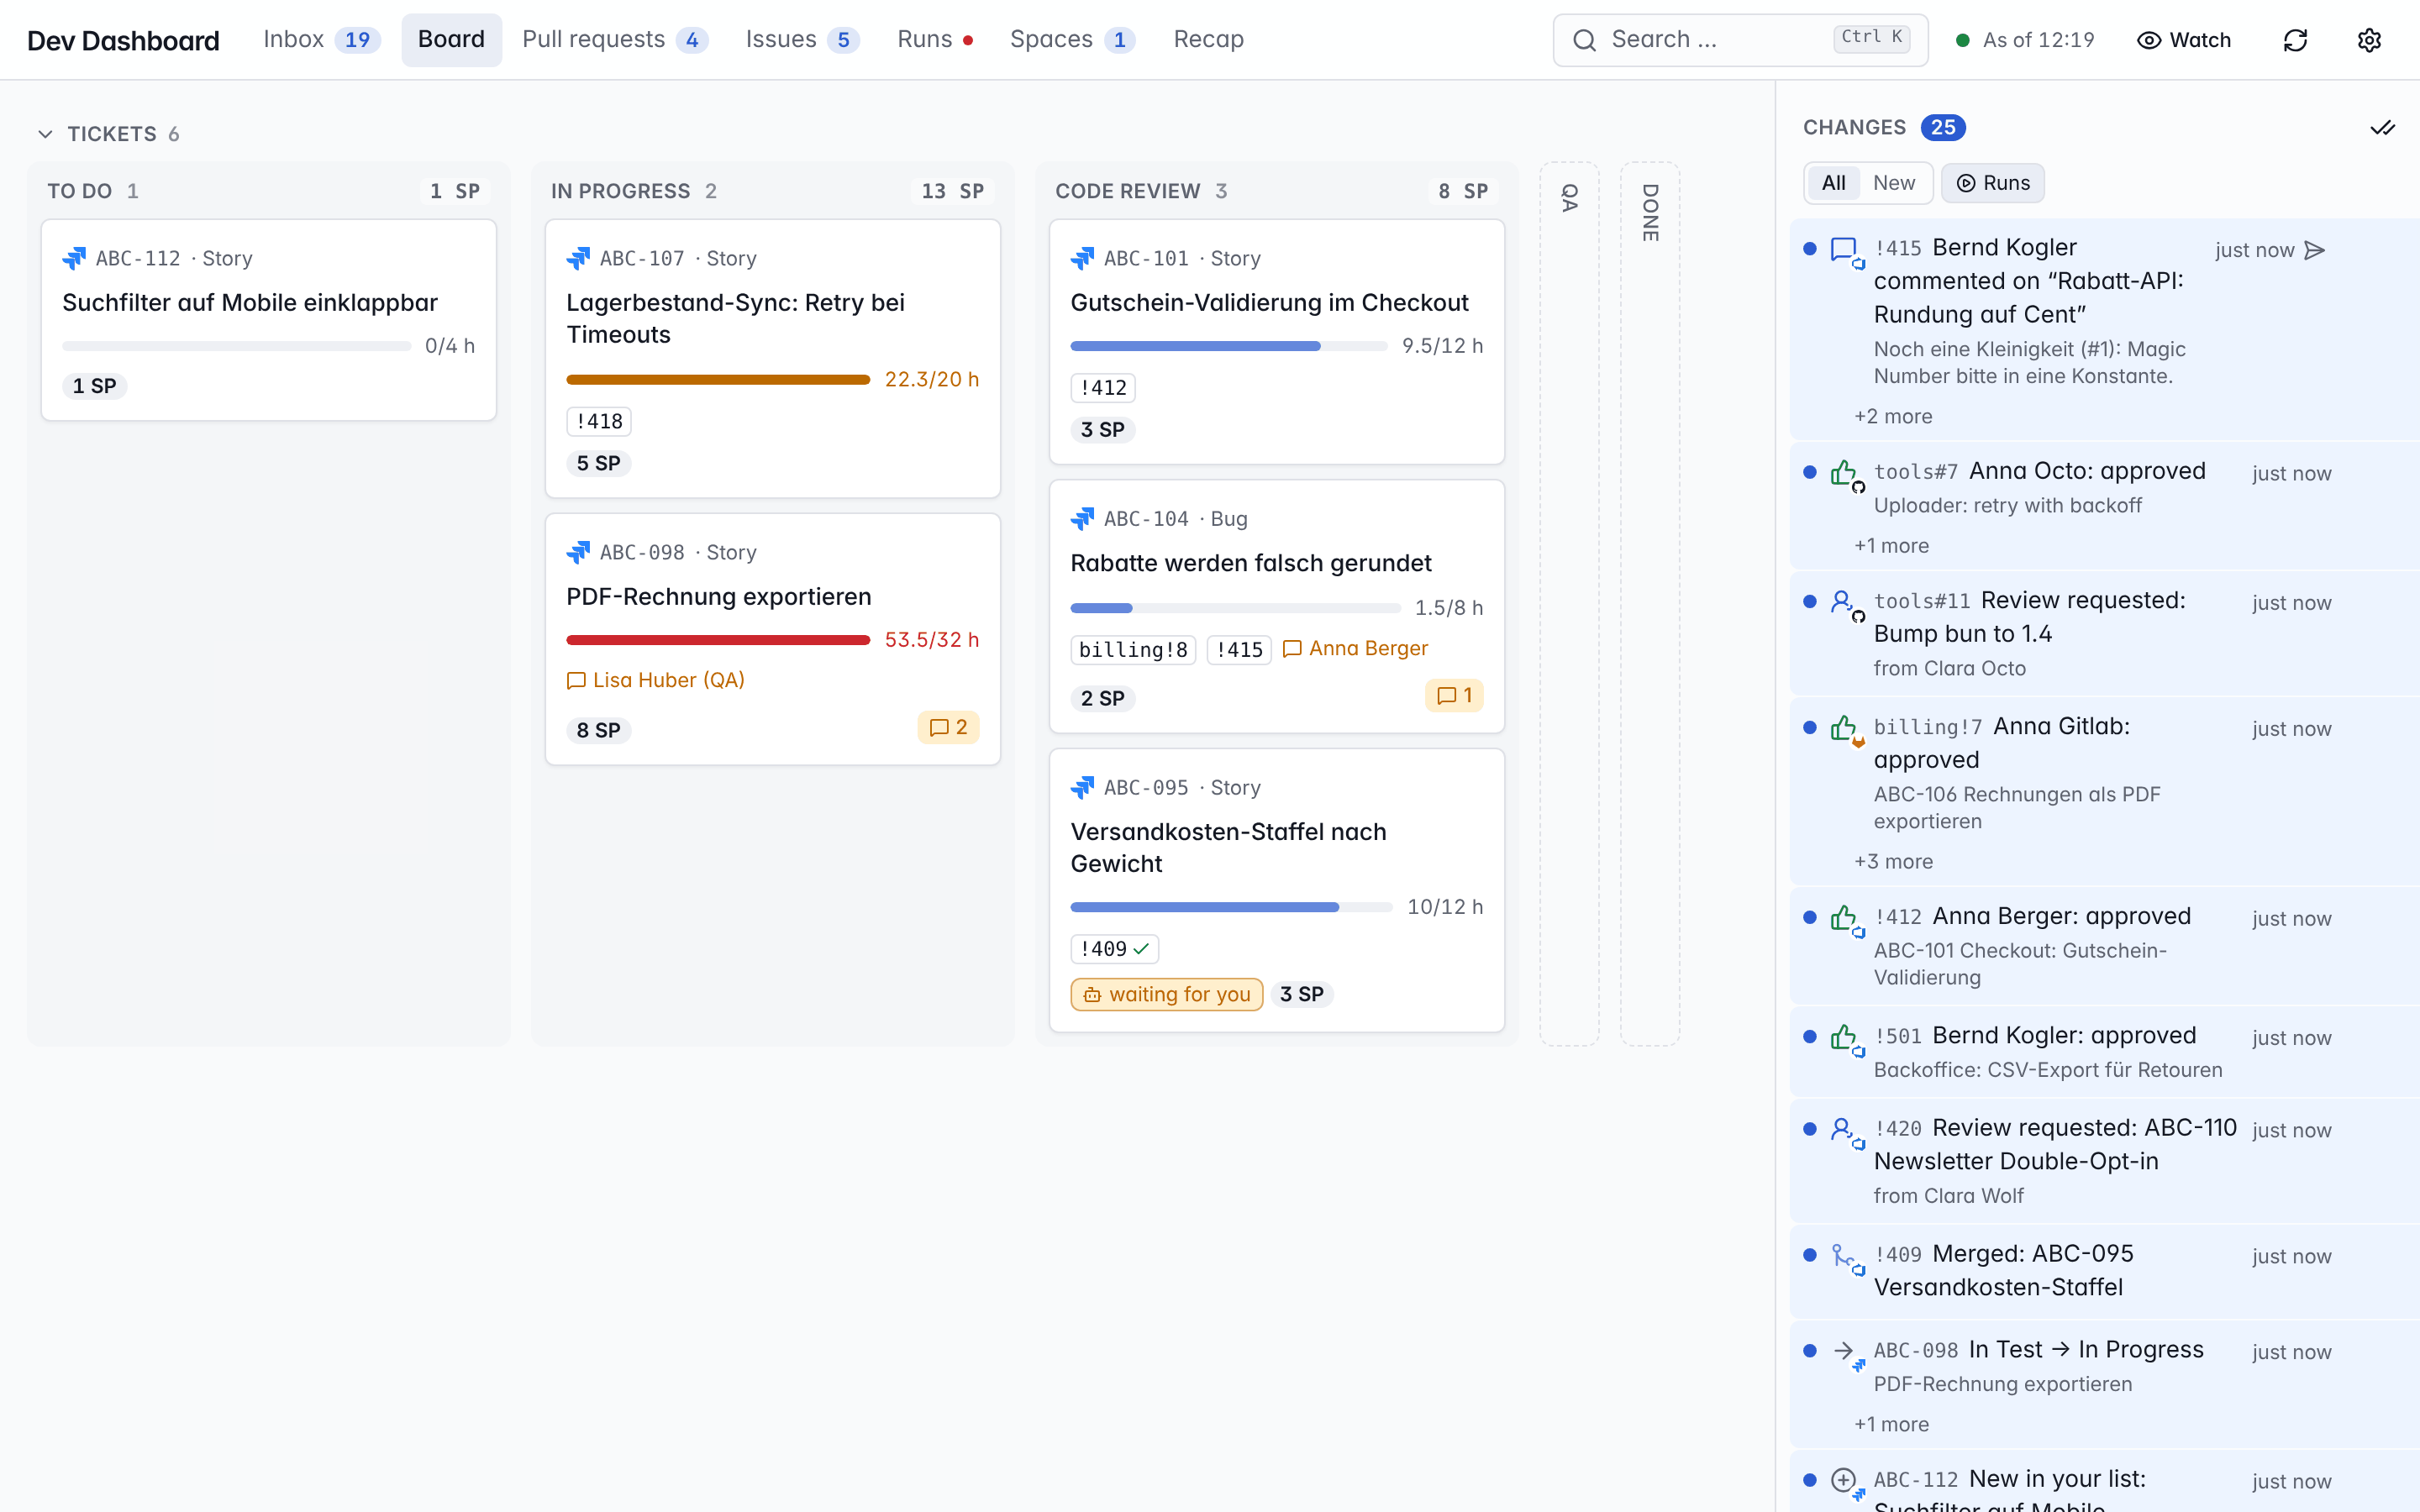 Dev Dashboard
Inbox 19
Board
Pull requests 4
Issues 5
Runs
Spaces 1
Recap
Search ...
Ctrl K
As of 12:19
Watch
TICKETS 6
TO DO 1
1 SP
ABC-112 · Story
Suchfilter auf Mobile einklappbar
0/4 h
1 SP
IN PROGRESS 2
13 SP
ABC-107 · Story
Lagerbestand-Sync: Retry bei
Timeouts
22.3/20 h
!418
5 SP
ABC-098 · Story
PDF-Rechnung exportieren
53.5/32 h
Lisa Huber (QA)
8 SP
2
CODE REVIEW 3
8 SP
ABC-101 · Story
Gutschein-Validierung im Checkout
9.5/12 h
!412
3 SP
ABC-104 · Bug
Rabatte werden falsch gerundet
1.5/8 h
billing!8 !415 Anna Berger
2 SP
1
ABC-095 · Story
Versandkosten-Staffel nach
Gewicht
10/12 h
!409
waiting for you
3 SP
QA
DONE
CHANGES 25
All
New
Runs
!415 Bernd Kogler
commented on “Rabatt-API:
Rundung auf Cent”
just now
Noch eine Kleinigkeit (#1): Magic
Number bitte in eine Konstante.
+2 more
tools#7 Anna Octo: approved
just now
Uploader: retry with backoff
+1 more
tools#11 Review requested:
Bump bun to 1.4
just now
from Clara Octo
billing!7 Anna Gitlab:
approved
just now
ABC-106 Rechnungen als PDF
exportieren
+3 more
!412 Anna Berger: approved
just now
ABC-101 Checkout: Gutschein-
Validierung
!501 Bernd Kogler: approved
just now
Backoffice: CSV-Export für Retouren
!420 Review requested: ABC-110
Newsletter Double-Opt-in
just now
from Clara Wolf
!409 Merged: ABC-095
Versandkosten-Staffel
just now
ABC-098 In Test → In Progress
just now
PDF-Rechnung exportieren
+1 more
ABC-112 New in your list:
just now
Suchfilter auf Mobile